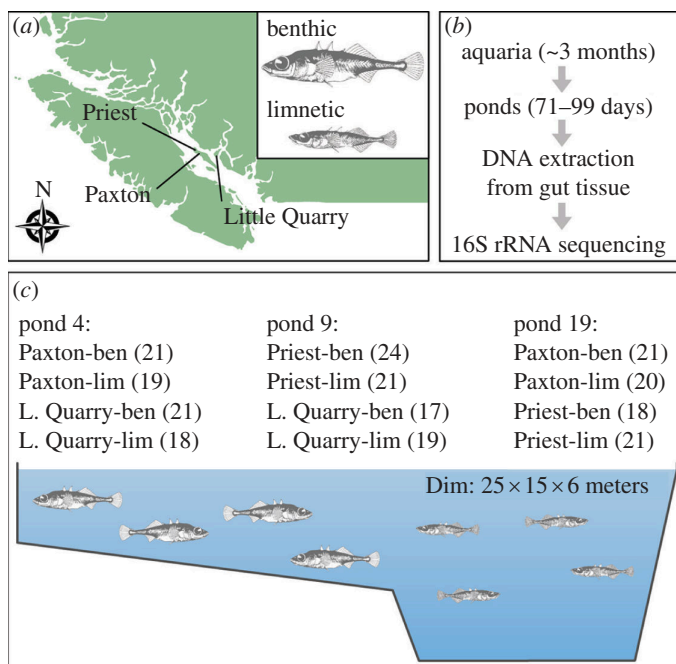 (a)
benthic
limnetic
Priest
Paxton
Little Quarry
N
(b)
aquaria (~3 months)
ponds (71–99 days)
DNA extraction
from gut tissue
16S rRNA sequencing
(c)
pond 4:
Paxton-ben (21)
Paxton-lim (19)
L. Quarry-ben (21)
L. Quarry-lim (18)
pond 9:
Priest-ben (24)
Priest-lim (21)
L. Quarry-ben (17)
L. Quarry-lim (19)
pond 19:
Paxton-ben (21)
Paxton-lim (20)
Priest-ben (18)
Priest-lim (21)
Dim: 25 × 15 × 6 meters